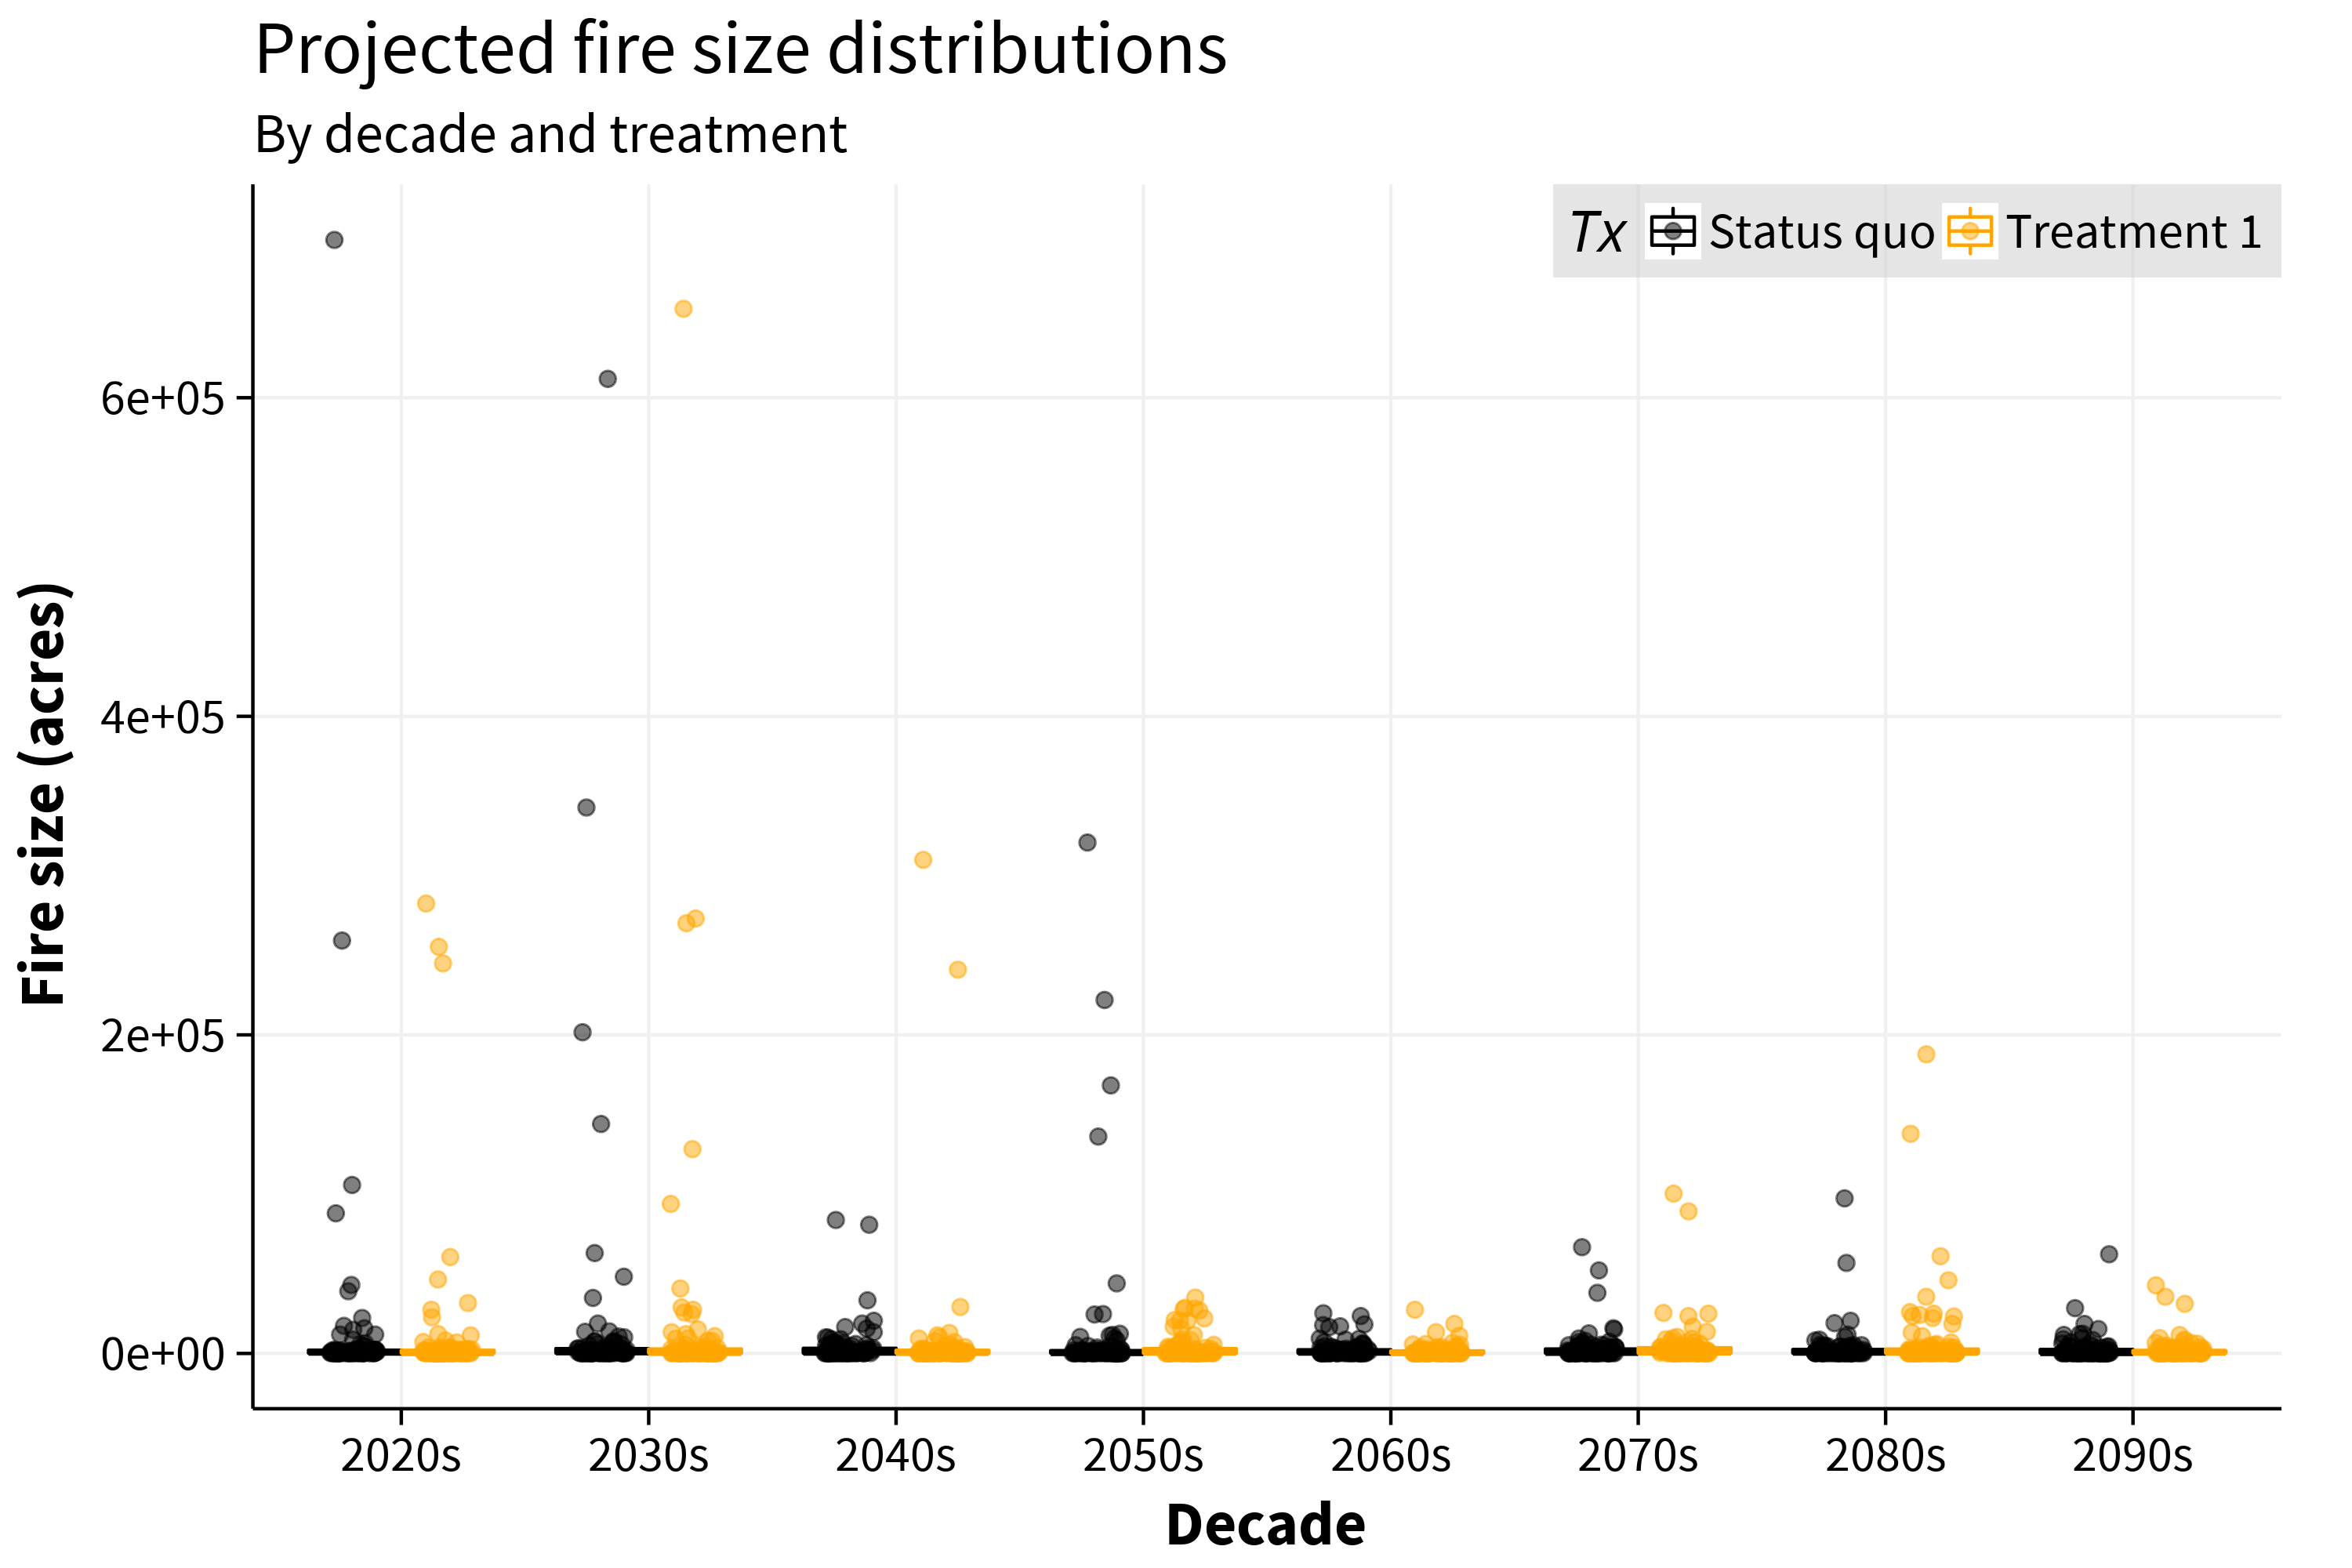 Projected fire size distributions
By decade and treatment
Tx Status quo Treatment 1
Fire size (acres)
6e+05
4e+05
2e+05
0e+00
2020s 2030s 2040s 2050s 2060s 2070s 2080s 2090s
Decade